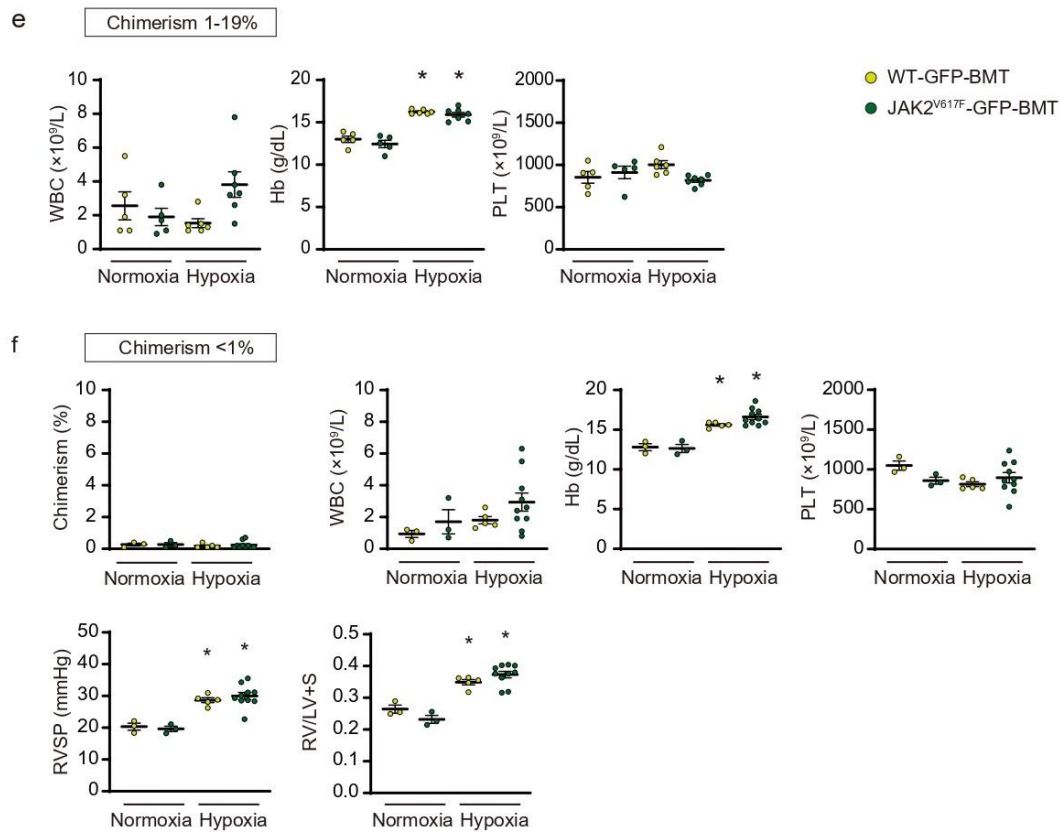 e
Chimerism 1-19%
WT-GFP-BMT
JAK2V617F-GFP-BMT
WBC (×10⁹/L)
10
8
6
4
2
0
Normoxia Hypoxia
Hb (g/dL)
20
15
10
5
0
* *
Normoxia Hypoxia
PLT (×10⁹/L)
2000
1500
1000
500
0
Normoxia Hypoxia
f
Chimerism <1%
Chimerism (%)
10
8
6
4
2
0
Normoxia Hypoxia
WBC (×10⁹/L)
10
8
6
4
2
0
Normoxia Hypoxia
Hb (g/dL)
20
15
10
5
0
* *
Normoxia Hypoxia
PLT (×10⁹/L)
2000
1500
1000
500
0
Normoxia Hypoxia
RVSP (mmHg)
50
40
30
20
10
0
* *
Normoxia Hypoxia
RV/LV+S
0.5
0.4
0.3
0.2
0.1
0.0
* *
Normoxia Hypoxia